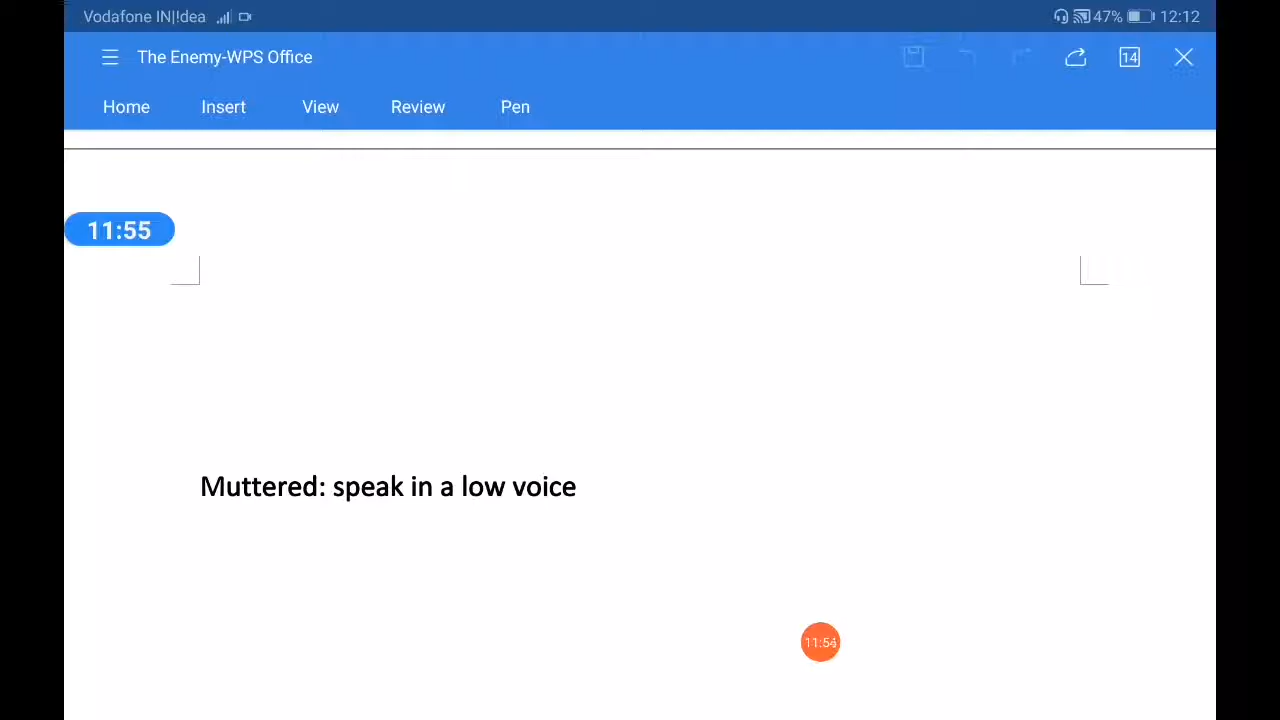 Vodafone IN|!dea 47% 12:12
The Enemy-WPS Office 14
Home Insert View Review Pen
11:55
Muttered: speak in a low voice
11:54